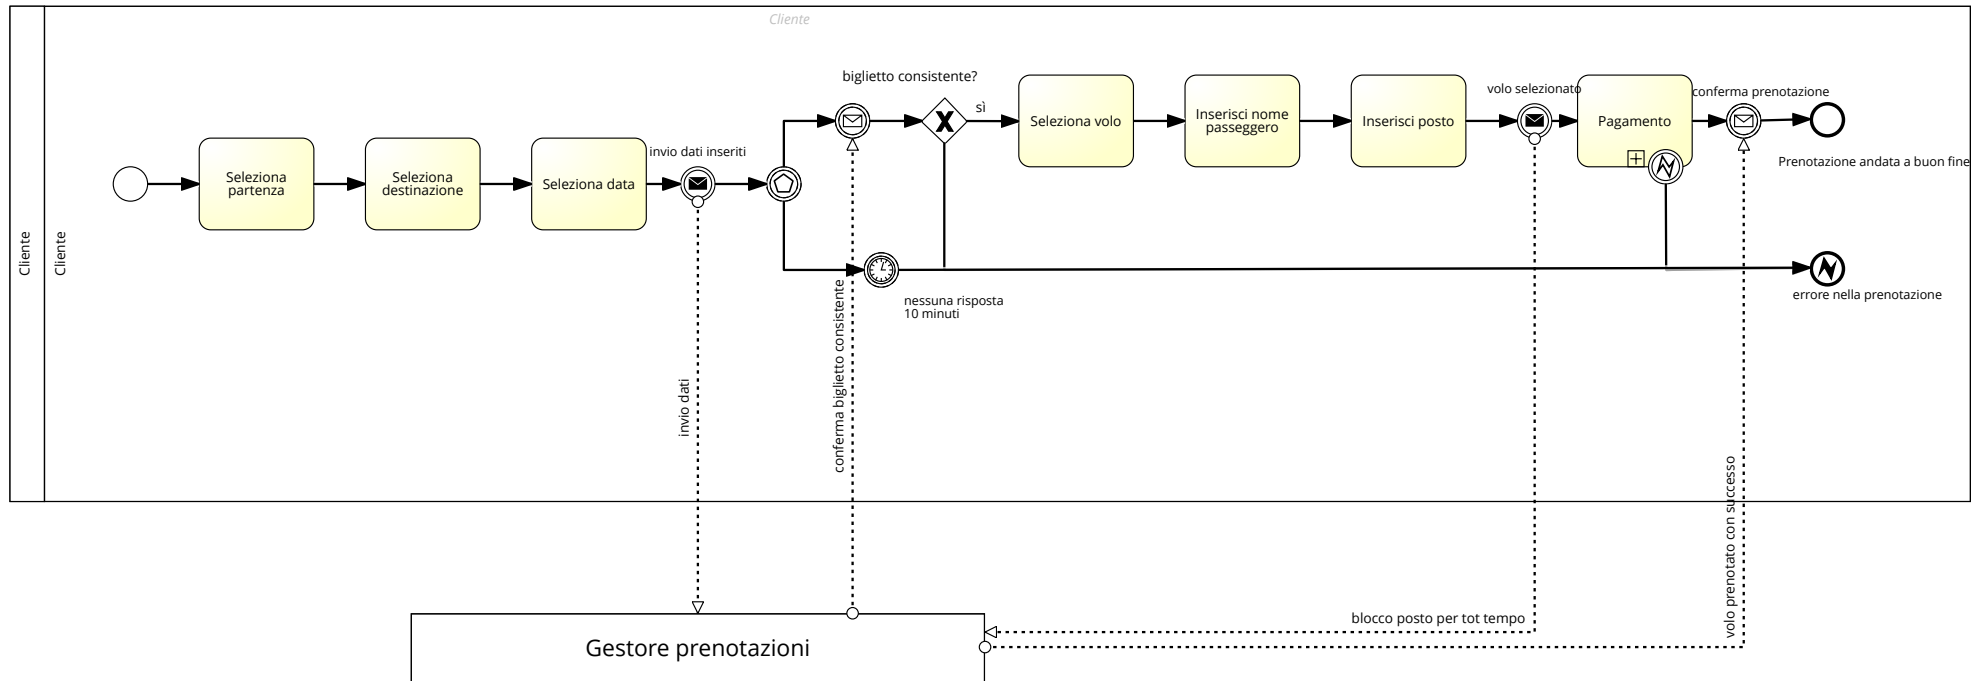 Cliente
Cliente
Cliente
Seleziona
partenza
Seleziona
destinazione
Seleziona data
invio dati inseriti
biglietto consistente?
sì
Seleziona volo
Inserisci nome
passeggero
Inserisci posto
volo selezionato
Pagamento
conferma prenotazione
Prenotazione andata a buon fine
nessuna risposta
10 minuti
errore nella prenotazione
invio dati
conferma biglietto consistente
volo prenotato con successo
blocco posto per tot tempo
Gestore prenotazioni